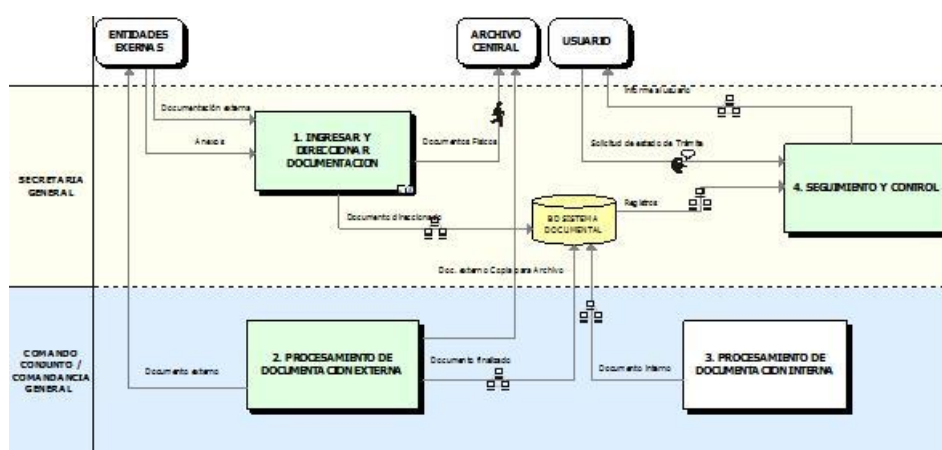 ENTIDADES
EXERNAS
ARCHIVO
CENTRAL
USUARIO
Documentación externa
Anexos
1. INGRESAR Y
DIRECCIONAR
DOCUMENTACION
Documentos Fisicos
Informe al usuario
Solicitud de estado de Trámite
SECRETARIA
GENERAL
4. SEGUIMIENTO Y CONTROL
Documento direccionado
BD SISTEMA
DOCUMENTAL
Registros
Doc. externo Copia para Archivo
COMANDO
CONJUNTO /
COMANDANCIA
GENERAL
2. PROCESAMIENTO DE
DOCUMENTACION EXTERNA
Documento externo
Documento finalizado
3. PROCESAMIENTO DE
DOCUMENTACION INTERNA
Documento Interno